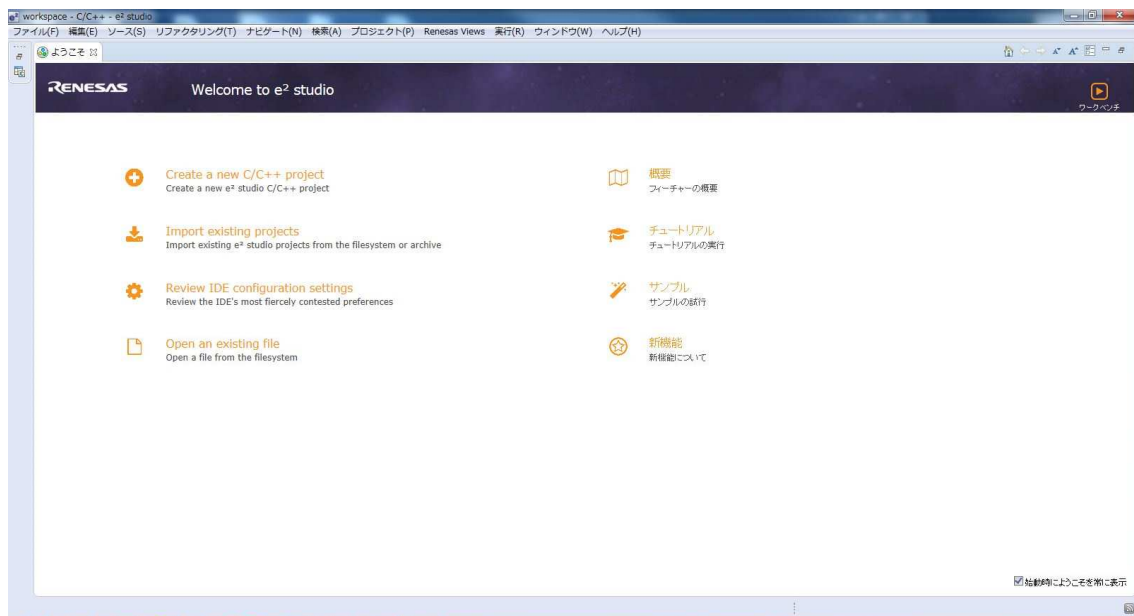 workspace - C/C++ - e² studio
ファイル(F) 編集(E) ソース(S) リファクタリング(T) ナビゲート(N) 検索(A) プロジェクト(P) Renesas Views 実行(R) ウィンドウ(W) ヘルプ(H)
ようこそ
RENESAS
Welcome to e² studio
ワークベンチ
Create a new C/C++ project
Create a new e² studio C/C++ project
Import existing projects
Import existing e² studio projects from the filesystem or archive
Review IDE configuration settings
Review the IDE's most fiercely contested preferences
Open an existing file
Open a file from the filesystem
概要
フィーチャーの概要
チュートリアル
チュートリアルの実行
サンプル
サンプルの試行
新機能
新機能について
始動時にようこそを常に表示